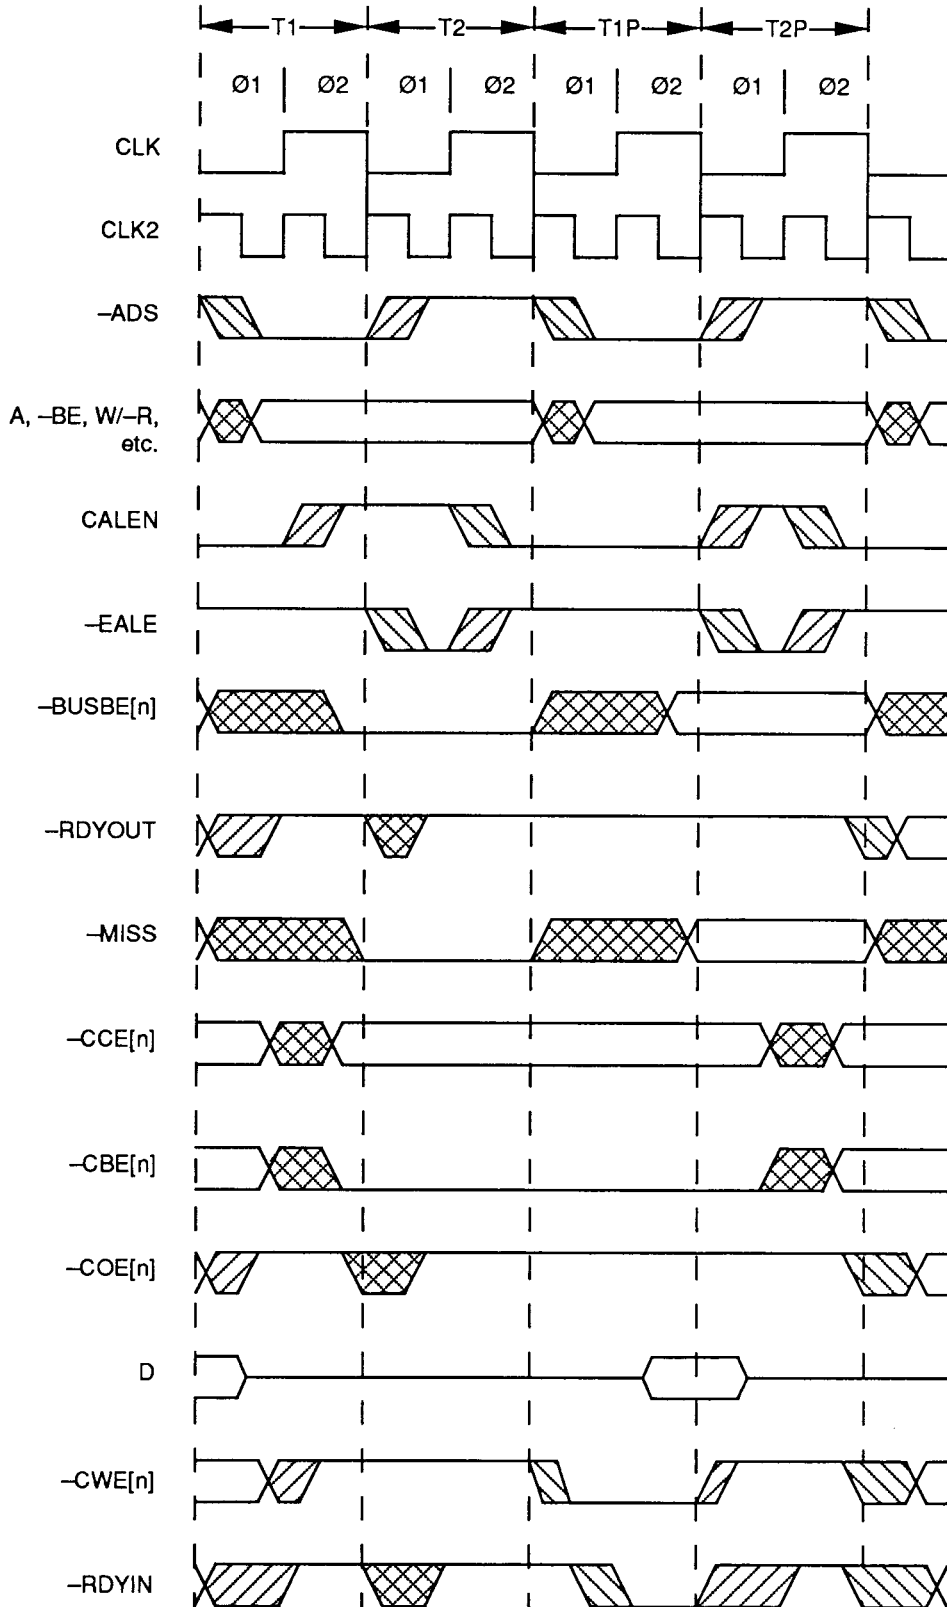 T1 T2 T1P T2P
Ø1 Ø2 Ø1 Ø2 Ø1 Ø2 Ø1 Ø2
CLK
CLK2
–ADS
A, –BE, W/–R,
etc.
CALEN
–EALE
–BUSBE[n]
–RDYOUT
–MISS
–CCE[n]
–CBE[n]
–COE[n]
D
–CWE[n]
–RDYIN